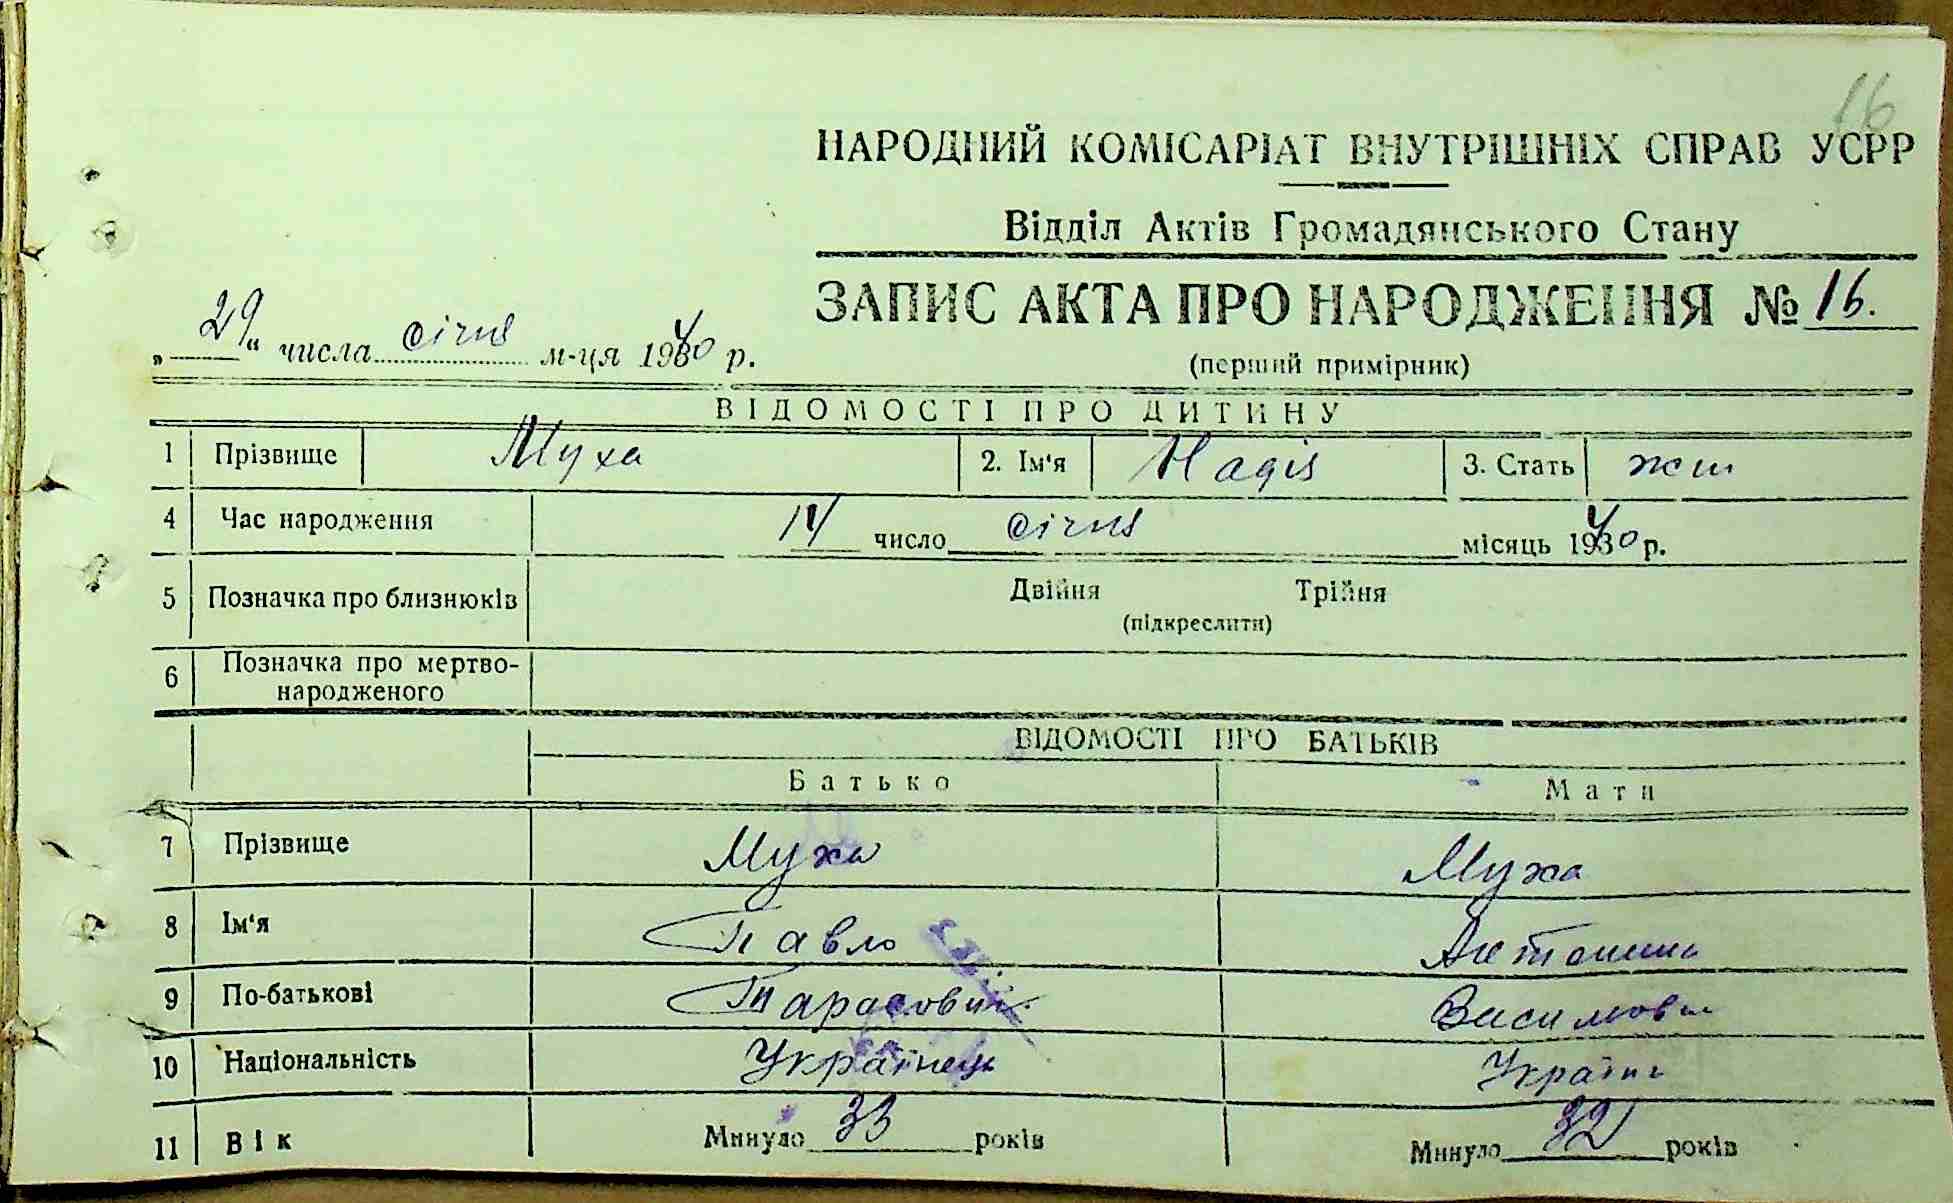 16
НАРОДНИЙ КОМІСАРІАТ ВНУТРІШНІХ СПРАВ УСРР
Відділ Актів Громадянського Стану
ЗАПИС АКТА ПРО НАРОДЖЕННЯ № 16.
(перший примірник)
„29“ числа січня м-ця 1940 р.
ВІДОМОСТІ ПРО ДИТИНУ
1 Прізвище Муха 2. Ім'я Надія 3. Стать жін
4 Час народження 14 число січня місяць 1940 р.
5 Позначка про близнюків Двійня Трійня
(підкреслити)
6 Позначка про мертво-
народженого
ВІДОМОСТІ ПРО БАТЬКІВ
Батько Мати
7 Прізвище Муха Муха
8 Ім'я Павло Антонина
9 По-батькові Тарасович
10 Національність Українець
11 Вік Минуло 33 років Минуло 32 років